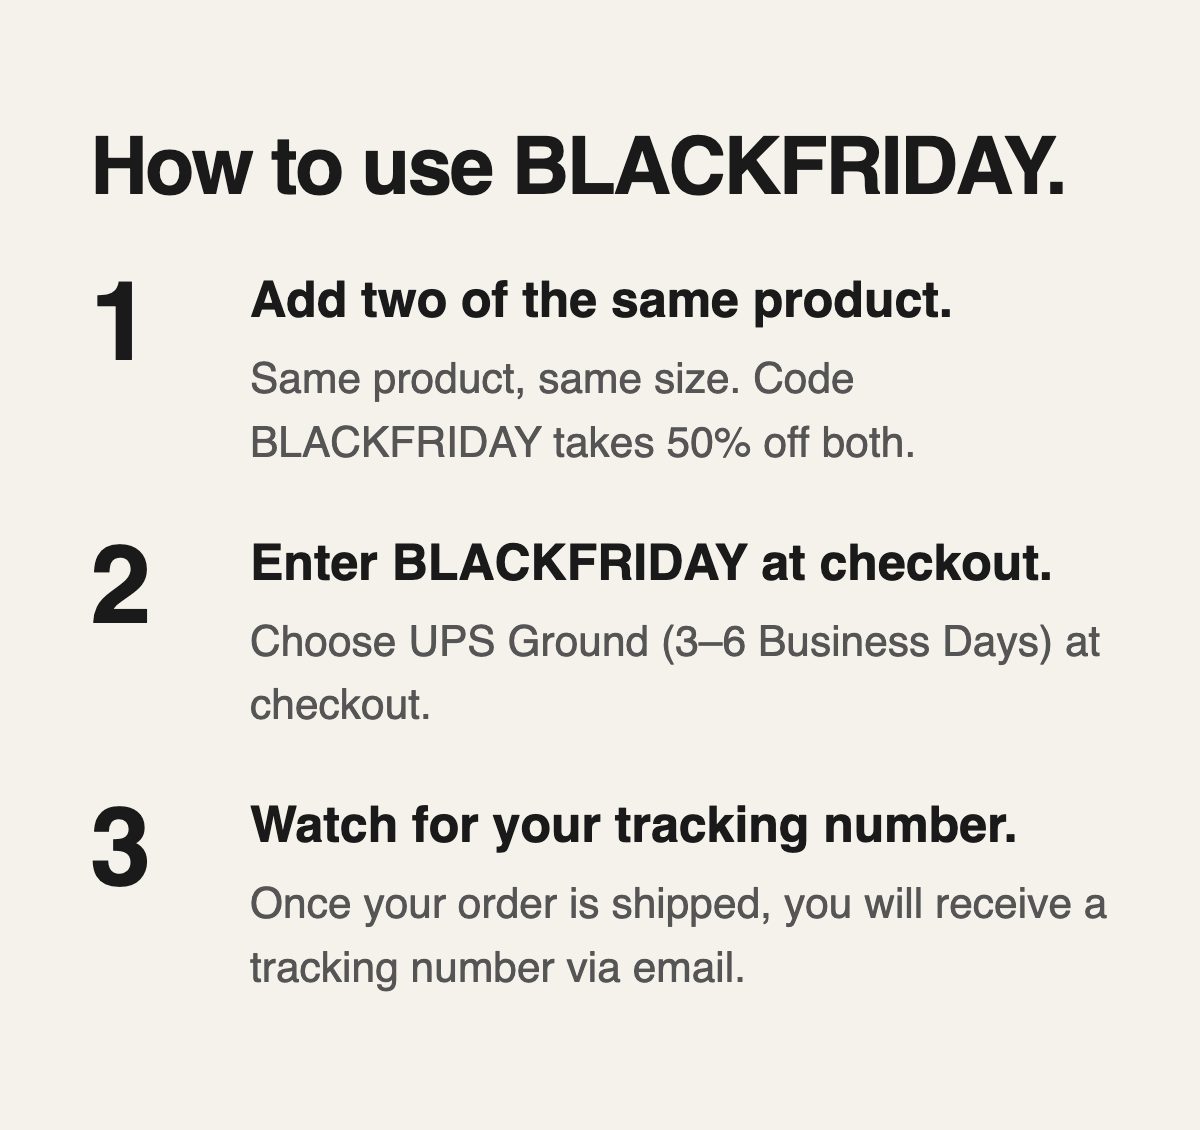 How to use BLACKFRIDAY.
1
Add two of the same product.
Same product, same size. Code
BLACKFRIDAY takes 50% off both.
2
Enter BLACKFRIDAY at checkout.
Choose UPS Ground (3–6 Business Days) at
checkout.
3
Watch for your tracking number.
Once your order is shipped, you will receive a
tracking number via email.